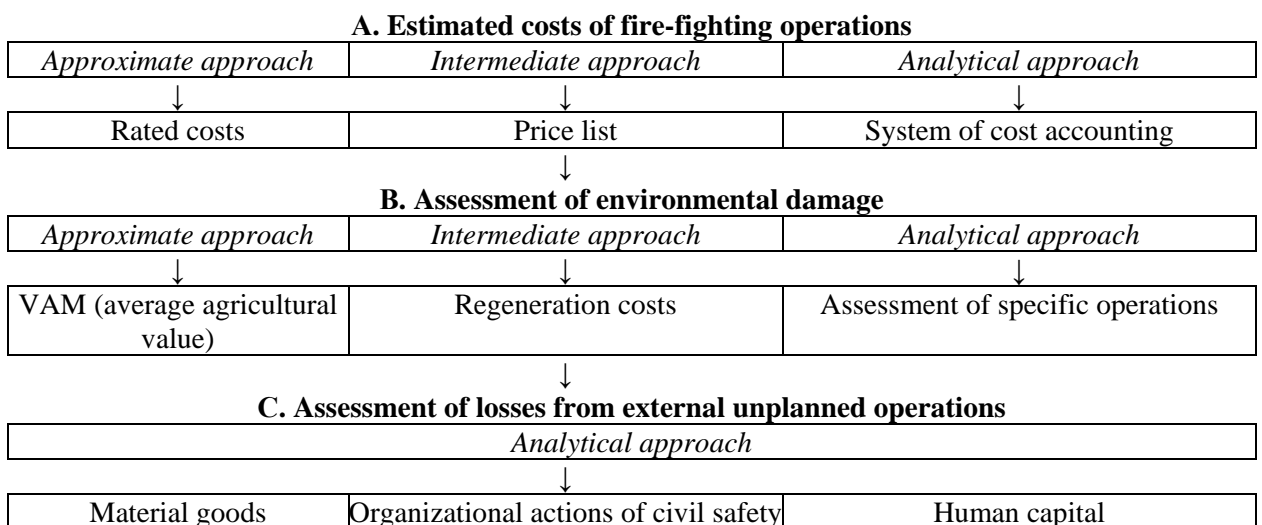 A. Estimated costs of fire-fighting operations
Approximate approach Intermediate approach Analytical approach
↓ ↓ ↓
Rated costs Price list System of cost accounting
↓
B. Assessment of environmental damage
Approximate approach Intermediate approach Analytical approach
↓ ↓ ↓
VAM (average agricultural Regeneration costs Assessment of specific operations
value)
↓
C. Assessment of losses from external unplanned operations
Analytical approach
↓
Material goods Organizational actions of civil safety Human capital